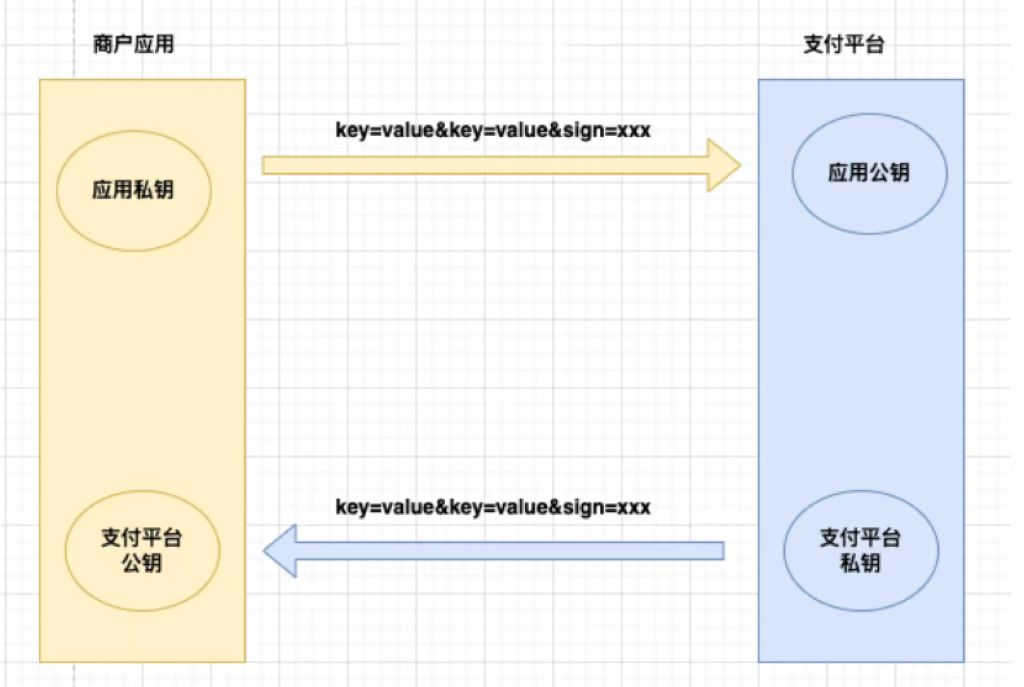 商户应用
支付平台
key=value&key=value&sign=xxx
应用私钥
应用公钥
key=value&key=value&sign=xxx
支付平台
公钥
支付平台
私钥